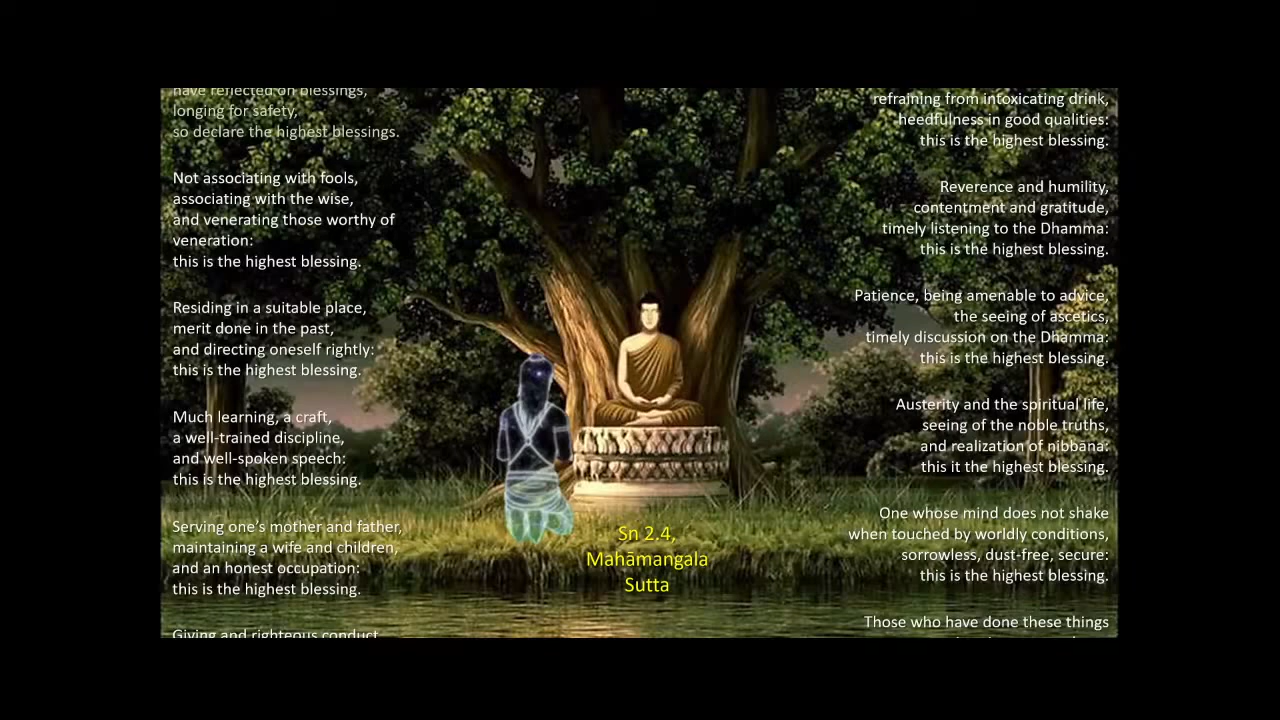 have reflected on blessings,
longing for safety,
so declare the highest blessings.
Not associating with fools,
associating with the wise,
and venerating those worthy of
veneration:
this is the highest blessing.
Residing in a suitable place,
merit done in the past,
and directing oneself rightly:
this is the highest blessing.
Much learning, a craft,
a well-trained discipline,
and well-spoken speech:
this is the highest blessing.
Serving one's mother and father,
maintaining a wife and children,
and an honest occupation:
this is the highest blessing.
Giving and righteous conduct
Sn 2.4,
Mahāmangala
Sutta
refraining from intoxicating drink,
heedfulness in good qualities:
this is the highest blessing.
Reverence and humility,
contentment and gratitude,
timely listening to the Dhamma:
this is the highest blessing.
Patience, being amenable to advice,
the seeing of ascetics,
timely discussion on the Dhamma:
this is the highest blessing.
Austerity and the spiritual life,
seeing of the noble truths,
and realization of nibbana:
this it the highest blessing.
One whose mind does not shake
when touched by worldly conditions,
sorrowless, dust-free, secure:
this is the highest blessing.
Those who have done these things